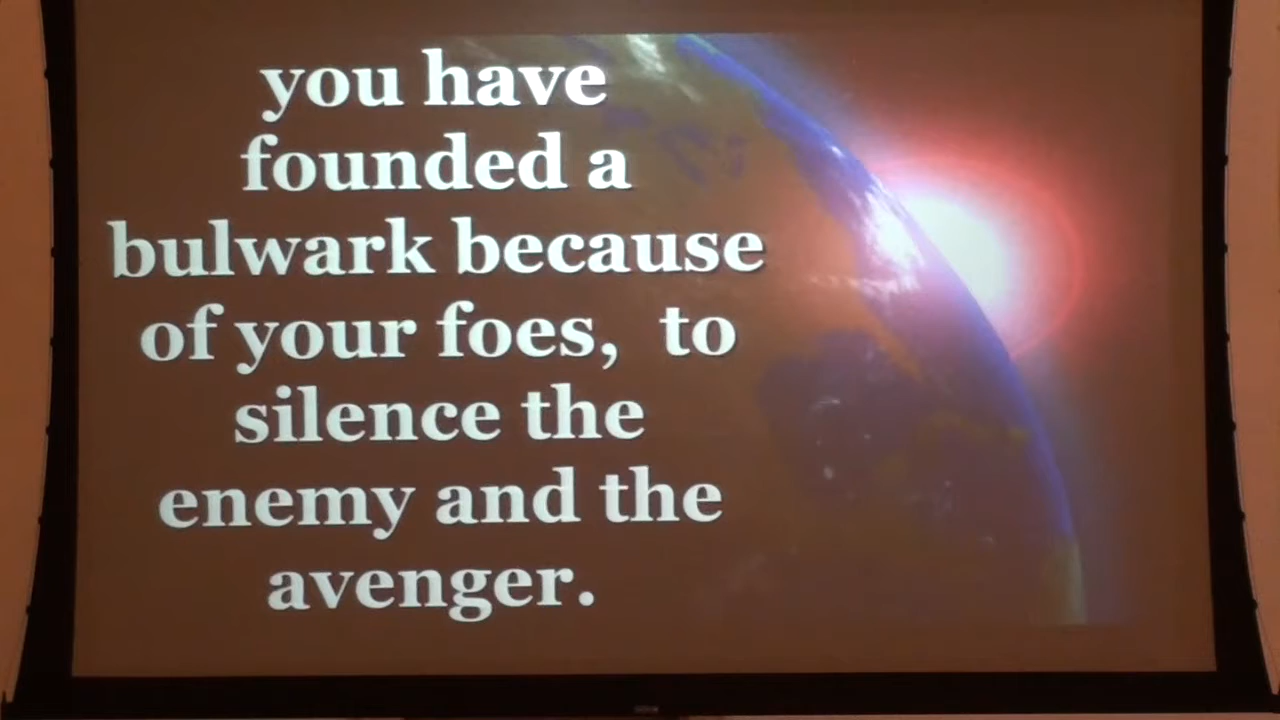 you have
founded a
bulwark because
of your foes, to
silence the
enemy and the
avenger.